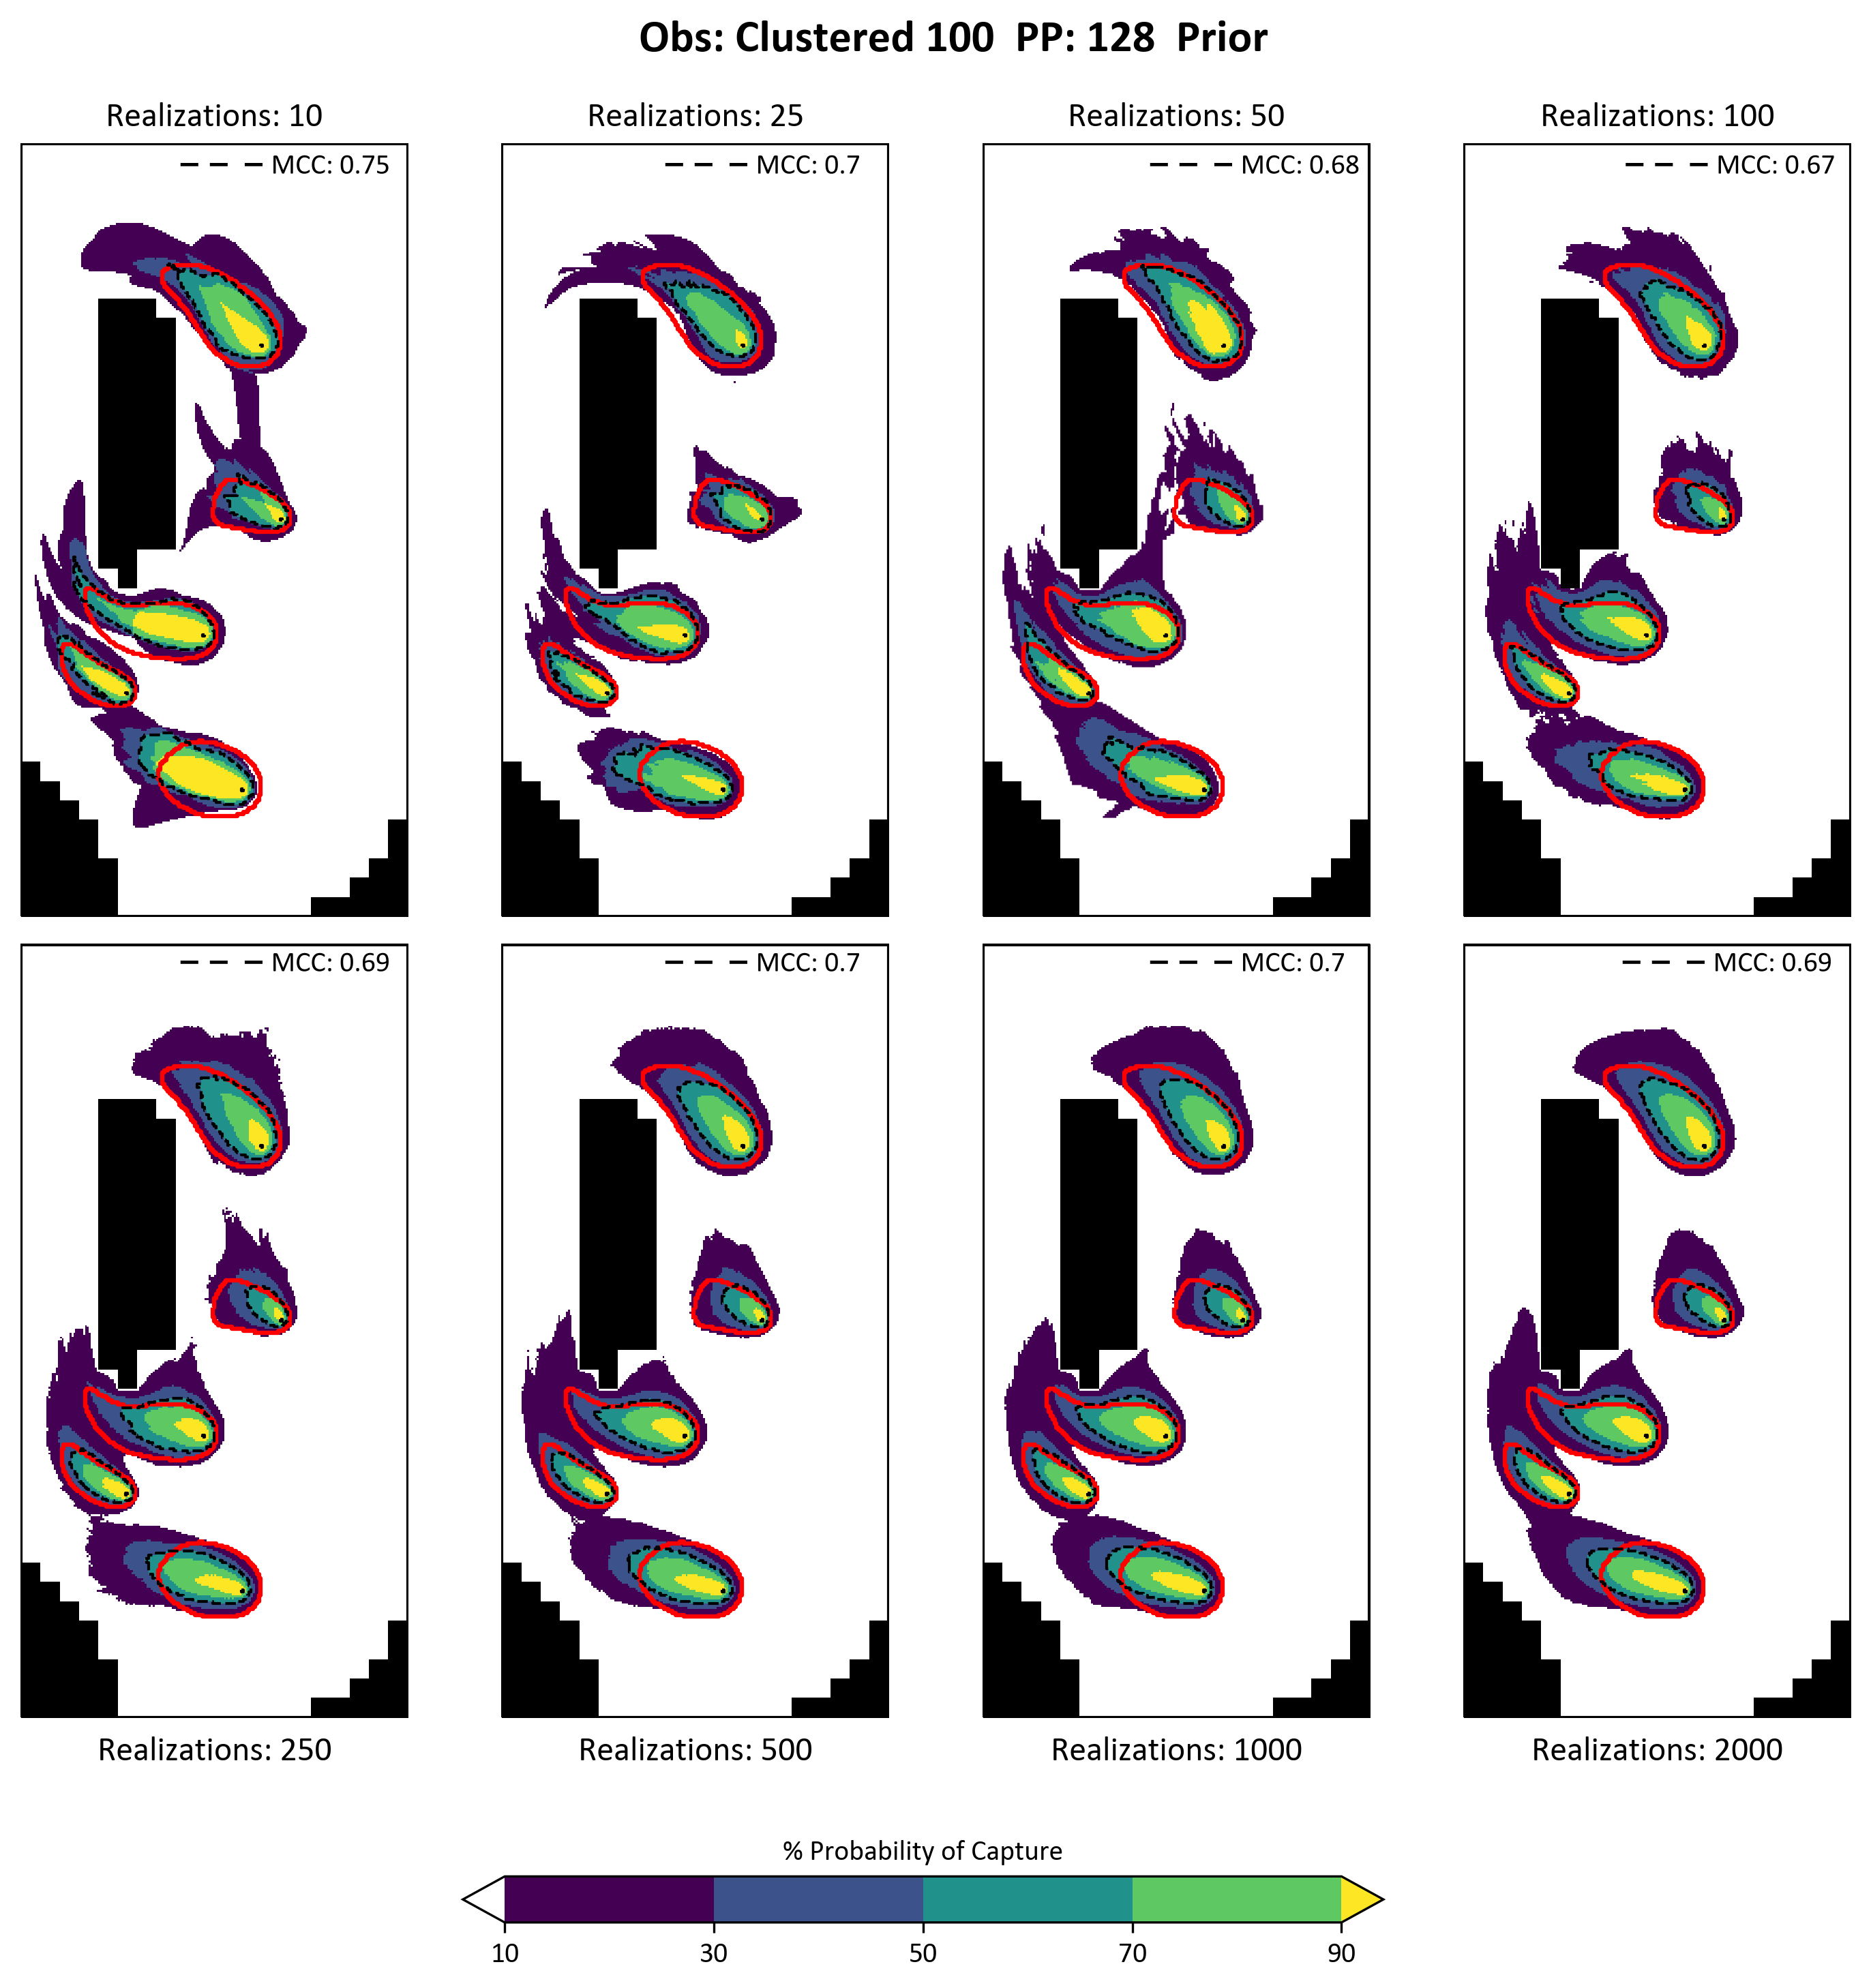 Obs: Clustered 100 PP: 128 Prior
Realizations: 10
Realizations: 25
Realizations: 50
Realizations: 100
MCC: 0.75
MCC: 0.7
MCC: 0.68
MCC: 0.67
MCC: 0.69
MCC: 0.7
MCC: 0.7
MCC: 0.69
Realizations: 250
Realizations: 500
Realizations: 1000
Realizations: 2000
% Probability of Capture
10 30 50 70 90